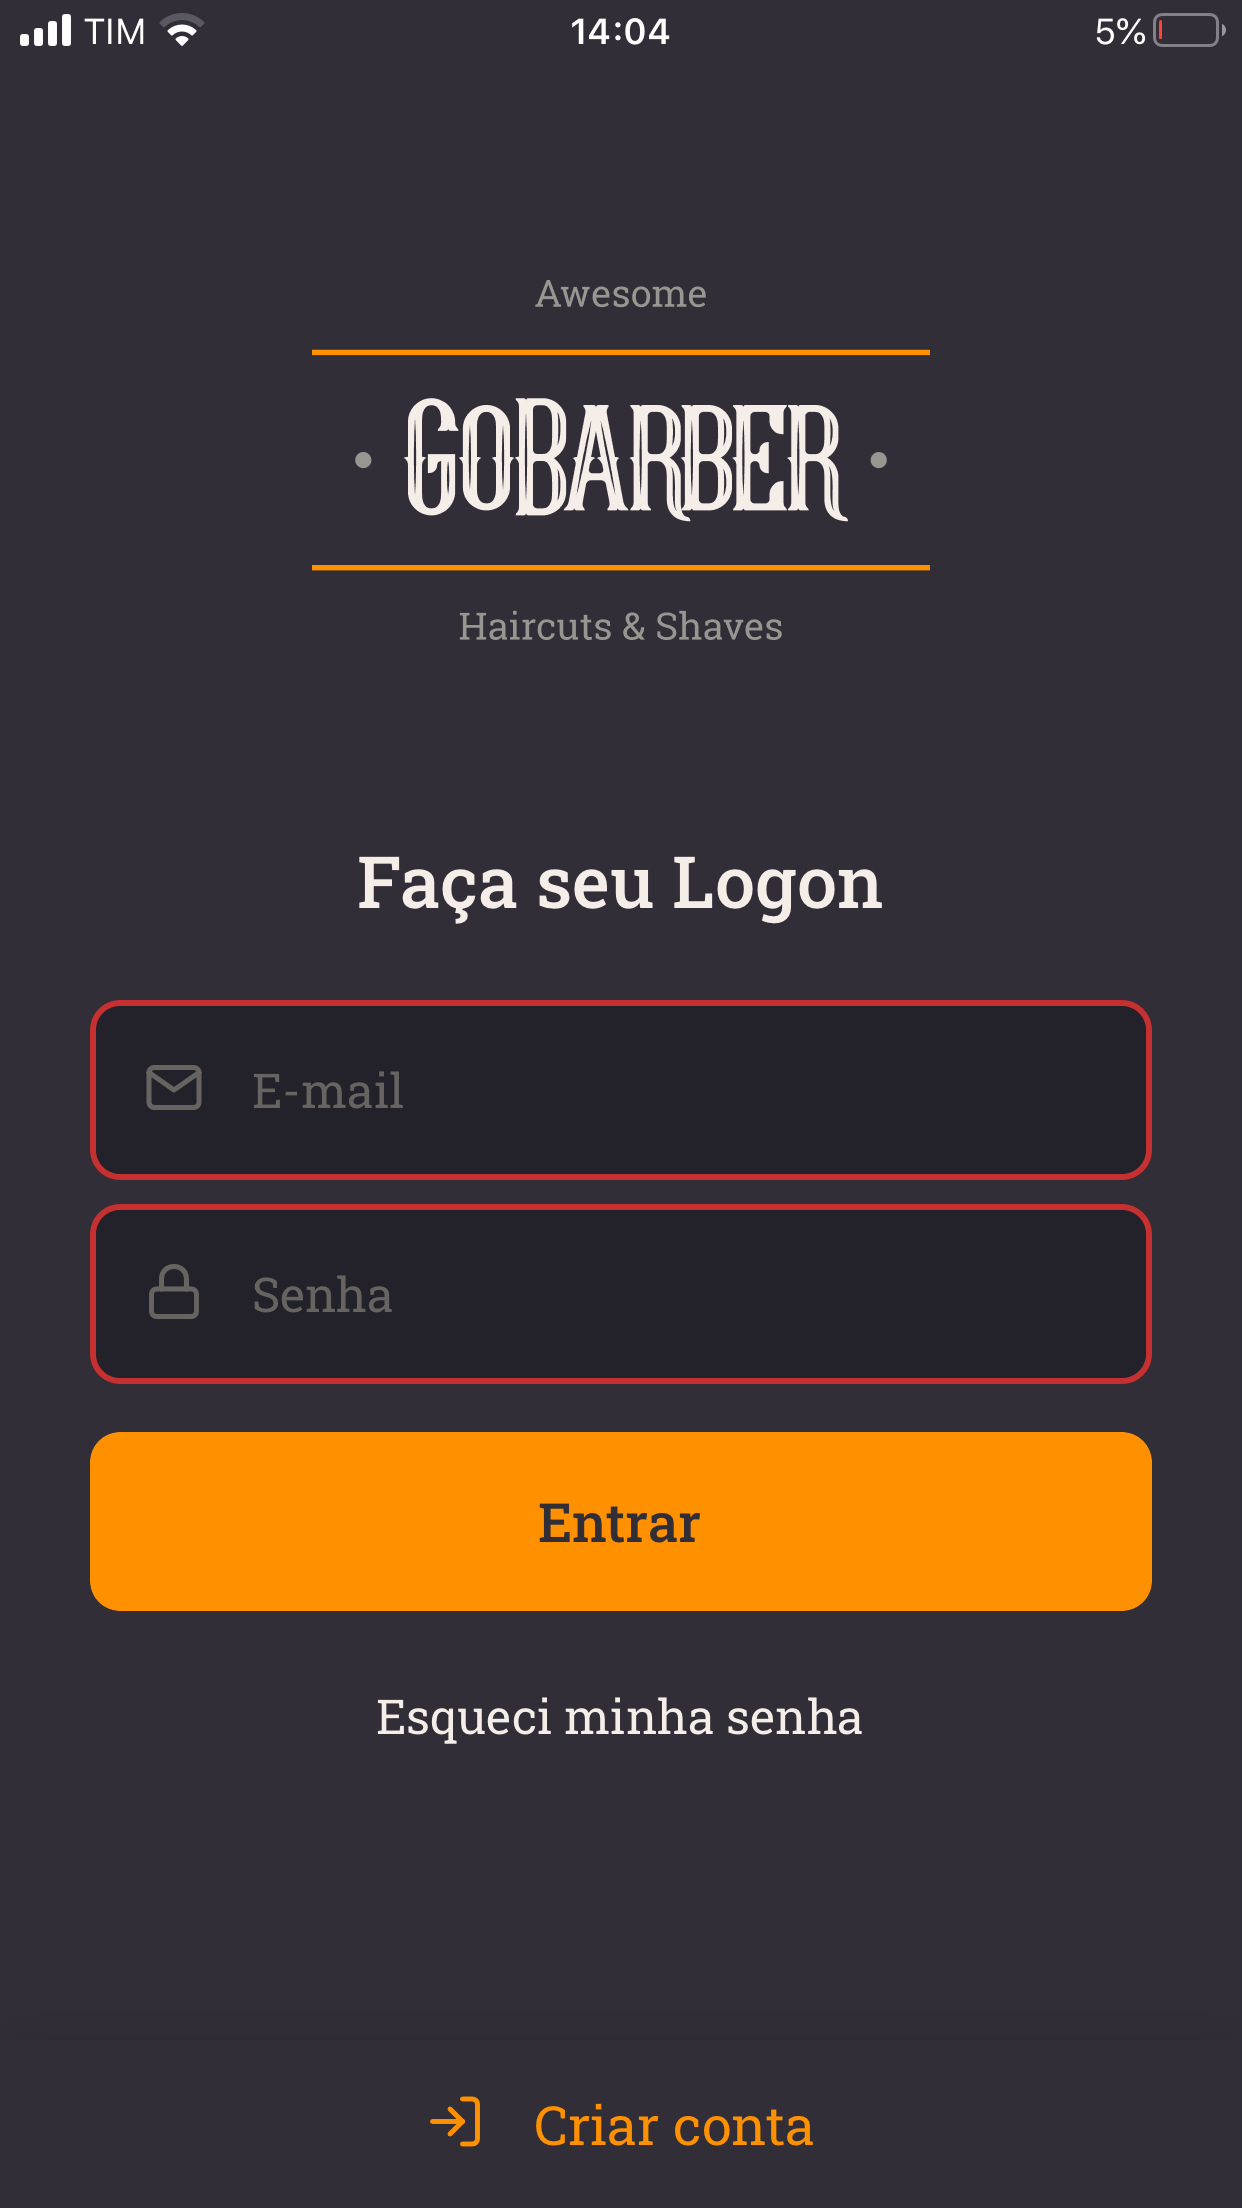 TIM 14:04 5%
Awesome
GOBARBER
Haircuts & Shaves
Faça seu Logon
E-mail
Senha
Entrar
Esqueci minha senha
Criar conta